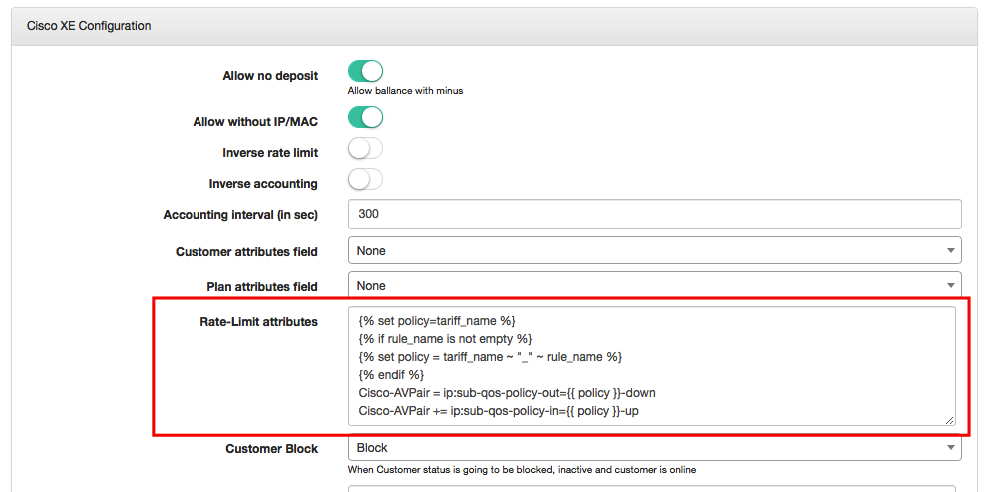 Cisco XE Configuration
Allow no deposit
Allow ballance with minus
Allow without IP/MAC
Inverse rate limit
Inverse accounting
Accounting interval (in sec) 300
Customer attributes field None
Plan attributes field None
Rate-Limit attributes {% set policy=tariff_name %}
{% if rule_name is not empty %}
{% set policy = tariff_name ~ "_" ~ rule_name %}
{% endif %}
Cisco-AVPair = ip:sub-qos-policy-out={{ policy }}-down
Cisco-AVPair += ip:sub-qos-policy-in={{ policy }}-up
Customer Block Block
When Customer status is going to be blocked, inactive and customer is online